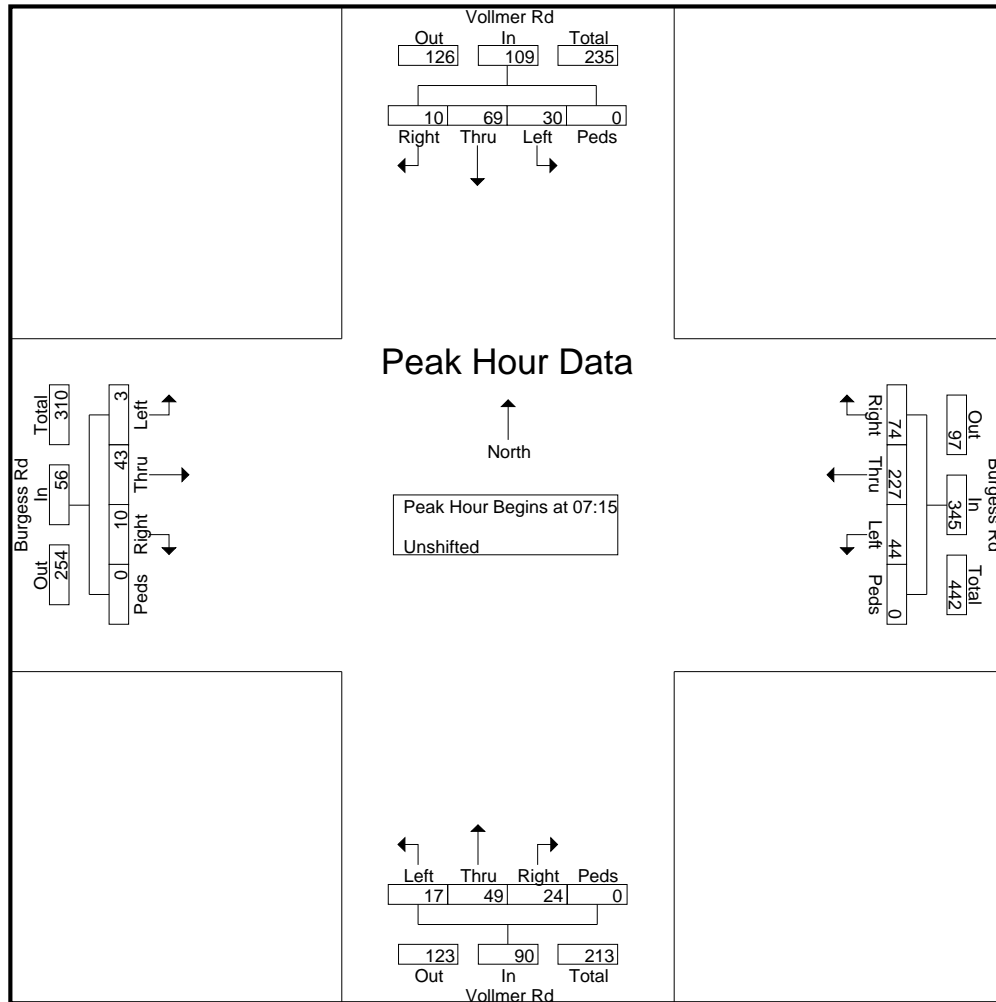 Vollmer Rd
Out In Total
126 109 235
10 69 30 0
Right Thru Left Peds
Peak Hour Data
North
Peak Hour Begins at 07:15
Unshifted
Burgess Rd
Total In Out
310 56 254
3 43 10 0
Left Thru Right Peds
Burgess Rd
Out In Total
97 345 442
74 227 44 0
Right Thru Left Peds
Left Thru Right Peds
17 49 24 0
123 90 213
Out In Total
Vollmer Rd